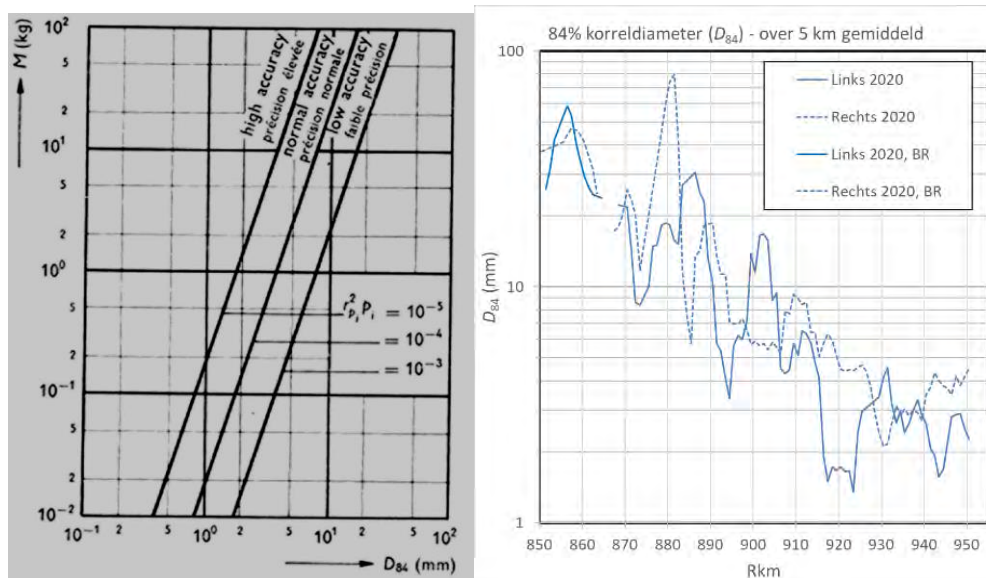 M (kg)
10²
5
2
10¹
5
2
10⁰
5
2
10⁻¹
5
2
10⁻²
high accuracy
précision élevée
normal accuracy
précision normale
low accuracy
faible précision
r²ₚᵢ pᵢ = 10⁻⁵
= 10⁻⁴
= 10⁻³
10⁻¹ 2 5 10⁰ 2 5 10¹ 2 5 10²
D₈₄ (mm)
84% korreldiameter (D₈₄) - over 5 km gemiddeld
Links 2020
Rechts 2020
Links 2020, BR
Rechts 2020, BR
D₈₄ (mm)
100
10
1
850 860 870 880 890 900 910 920 930 940 950
Rkm